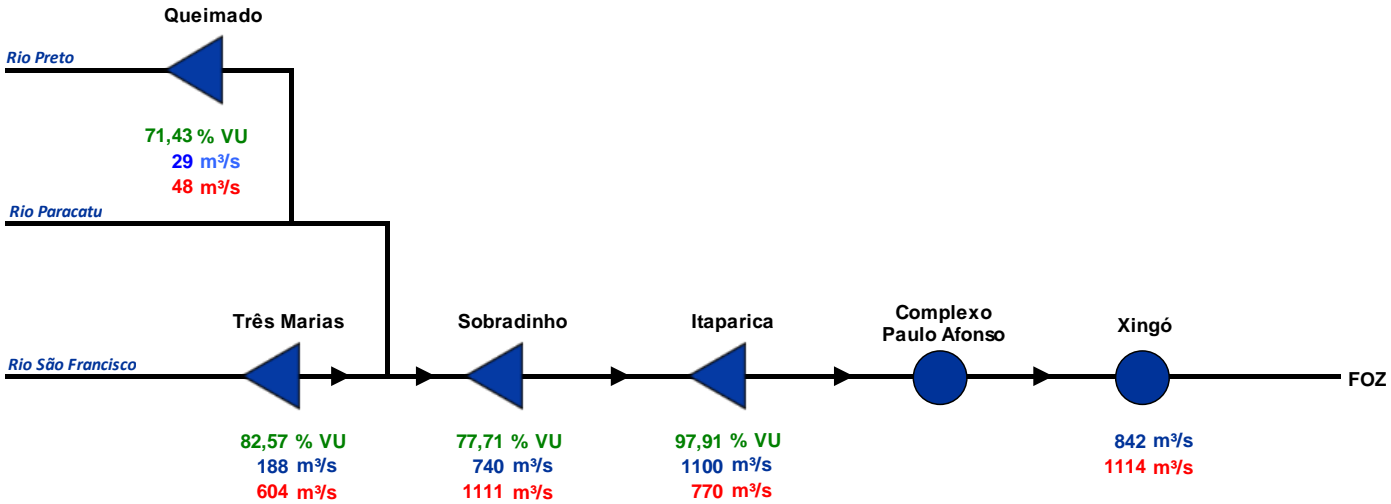 Queimado
Rio Preto
71,43 % VU
29 m³/s
48 m³/s
Rio Paracatu
Três Marias
Sobradinho
Itaparica
Complexo
Paulo Afonso
Xingó
Rio São Francisco
FOZ
82,57 % VU
188 m³/s
604 m³/s
77,71 % VU
740 m³/s
1111 m³/s
97,91 % VU
1100 m³/s
770 m³/s
842 m³/s
1114 m³/s